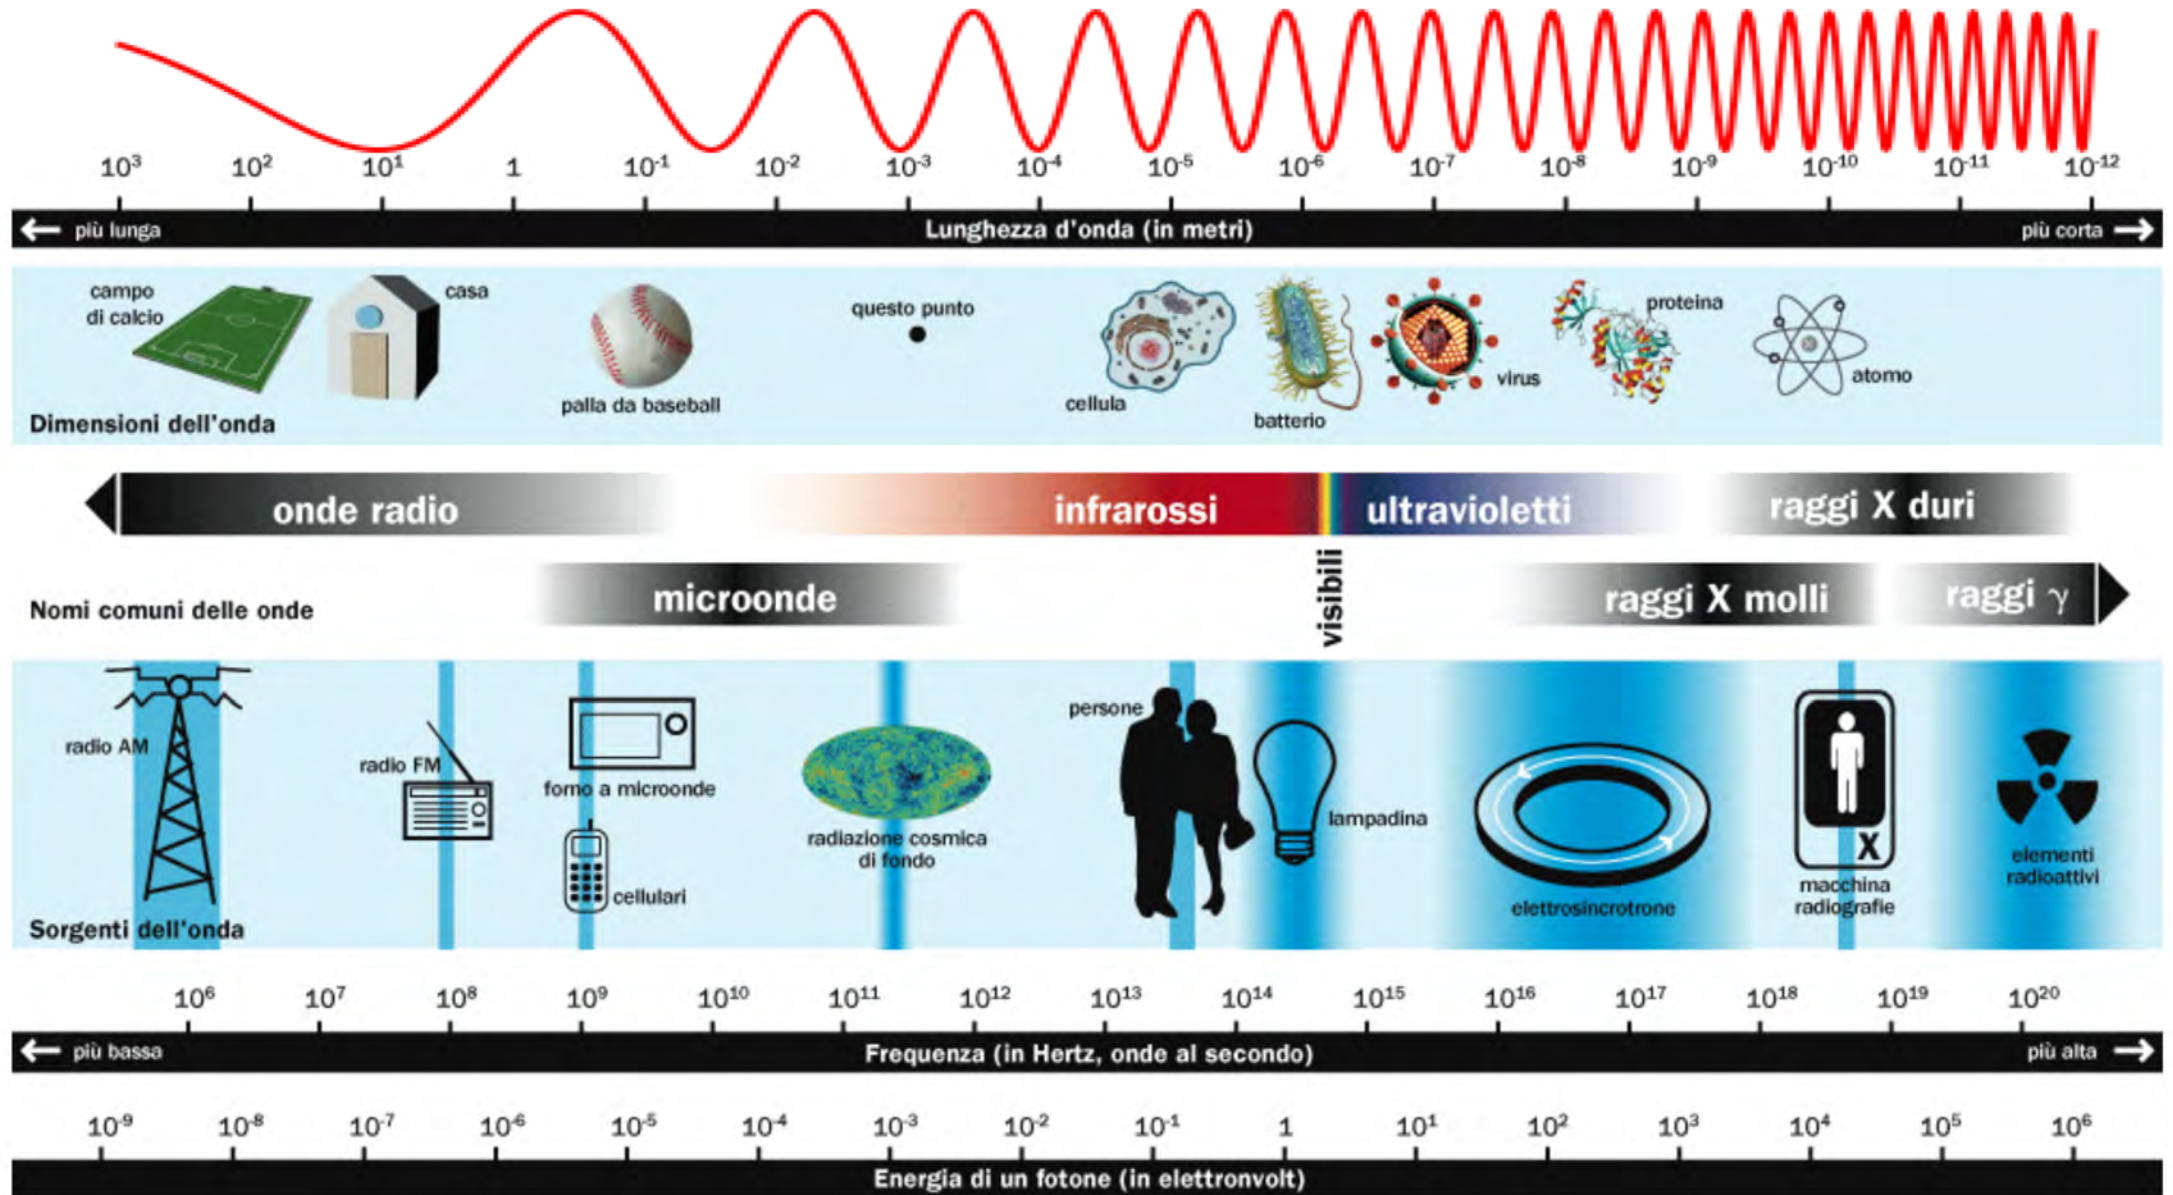 10³ 10² 10¹ 1 10⁻¹ 10⁻² 10⁻³ 10⁻⁴ 10⁻⁵ 10⁻⁶ 10⁻⁷ 10⁻⁸ 10⁻⁹ 10⁻¹⁰ 10⁻¹¹ 10⁻¹²
più lunga Lunghezza d'onda (in metri) più corta
campo
di calcio
casa
palla da baseball
questo punto
cellula
batterio
virus
proteina
atomo
Dimensioni dell'onda
onde radio infrarossi ultravioletti raggi X duri
visibili
microonde raggi X molli raggi γ
Nomi comuni delle onde
radio AM
radio FM
forno a microonde
cellulari
radiazione cosmica
di fondo
persone
lampadina
elettrosincrotrone
X
macchina
radiografie
elementi
radioattivi
Sorgenti dell'onda
10⁶ 10⁷ 10⁸ 10⁹ 10¹⁰ 10¹¹ 10¹² 10¹³ 10¹⁴ 10¹⁵ 10¹⁶ 10¹⁷ 10¹⁸ 10¹⁹ 10²⁰
più bassa Frequenza (in Hertz, onde al secondo) più alta
10⁻⁹ 10⁻⁸ 10⁻⁷ 10⁻⁶ 10⁻⁵ 10⁻⁴ 10⁻³ 10⁻² 10⁻¹ 1 10¹ 10² 10³ 10⁴ 10⁵ 10⁶
Energia di un fotone (in elettronvolt)